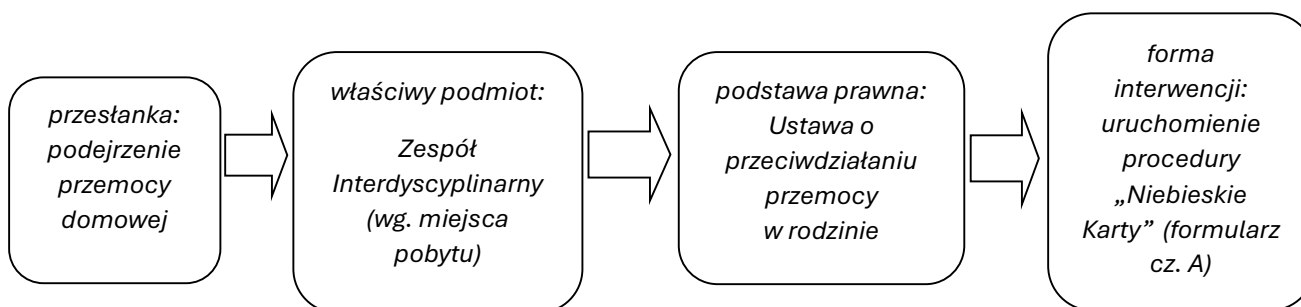 przesłanka:
podejrzenie
przemocy
domowej
właściwy podmiot:
Zespół
Interdyscyplinarny
(wg. miejsca
pobytu)
podstawa prawna:
Ustawa o
przeciwdziałaniu
przemocy
w rodzinie
forma
interwencji:
uruchomienie
procedury
„Niebieskie
Karty” (formularz
cz. A)